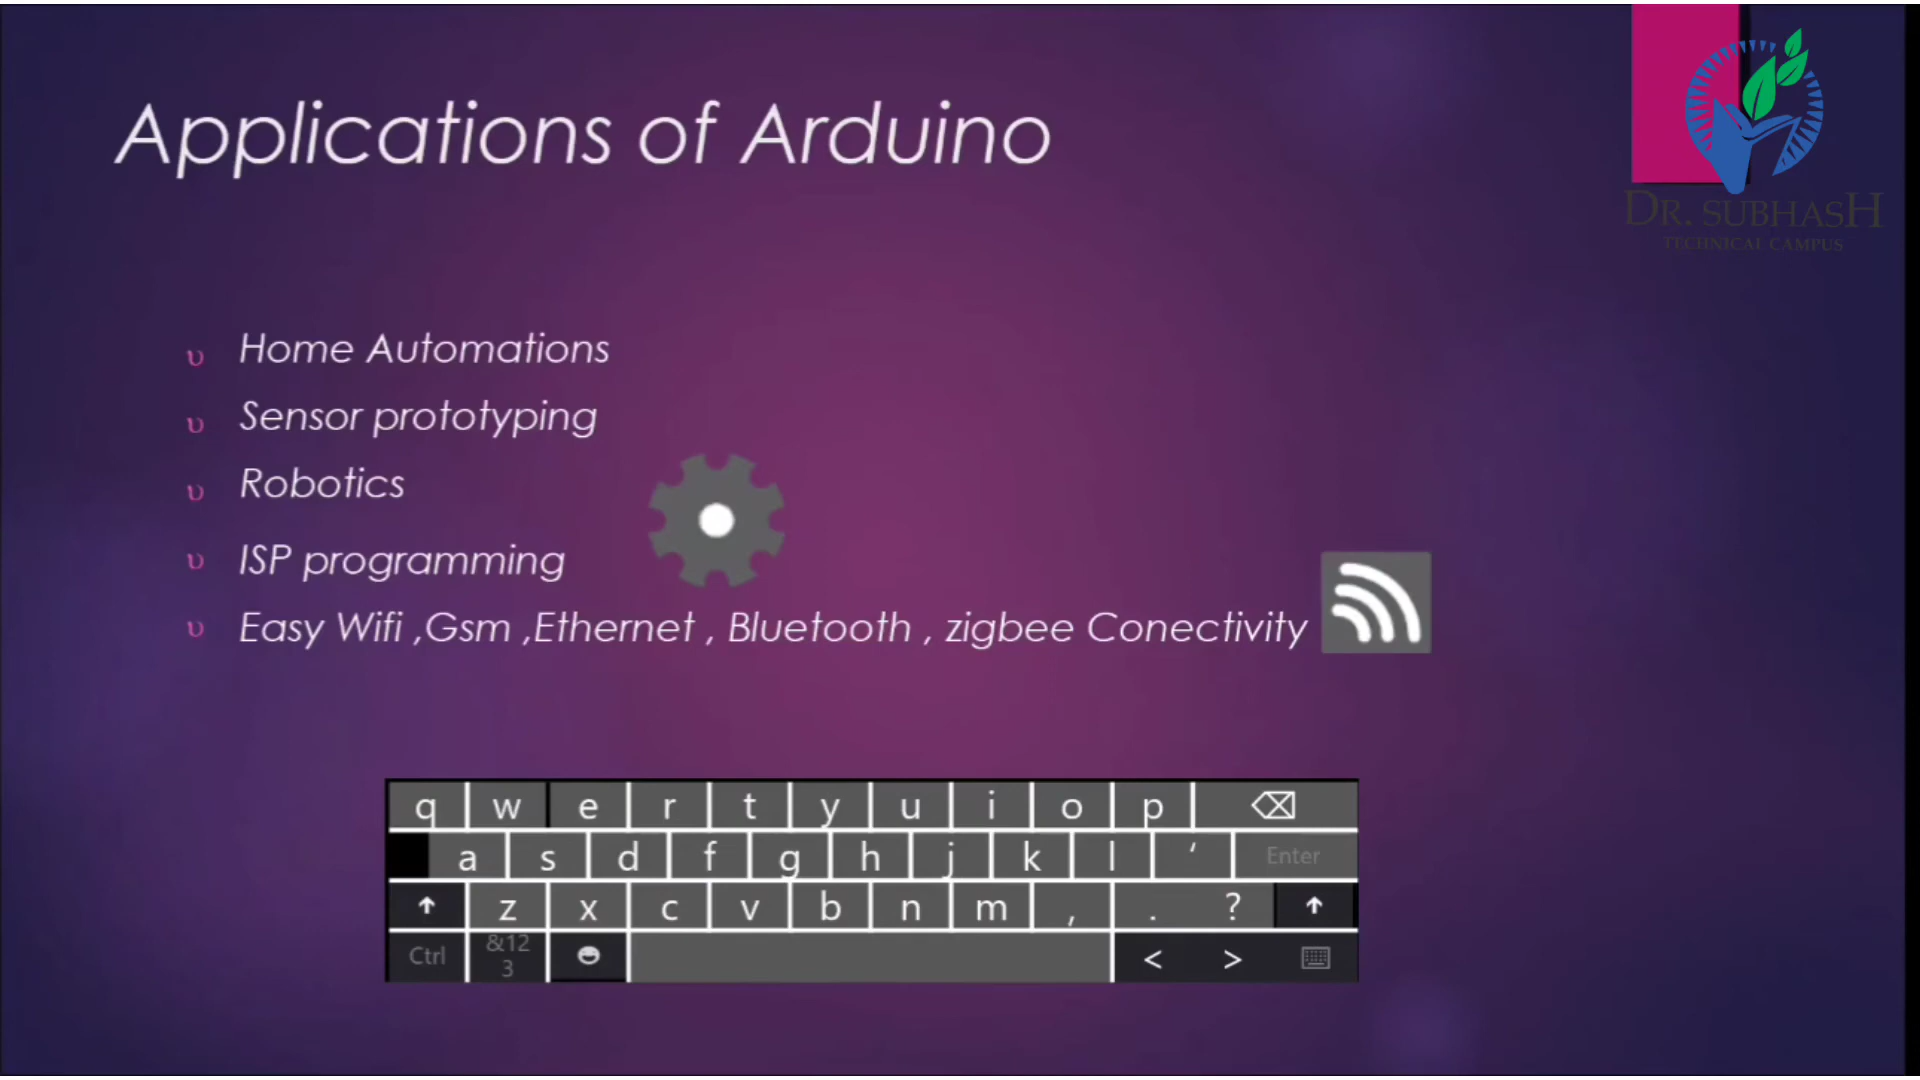 Applications of Arduino
DR. SUBHASH
TECHNICAL CAMPUS
υ Home Automations
υ Sensor prototyping
υ Robotics
υ ISP programming
υ Easy Wifi ,Gsm ,Ethernet , Bluetooth , zigbee Conectivity
q w e r t y u i o p
a s d f g h j k l ‘ Enter
z x c v b n m , . ?
Ctrl &123 < >